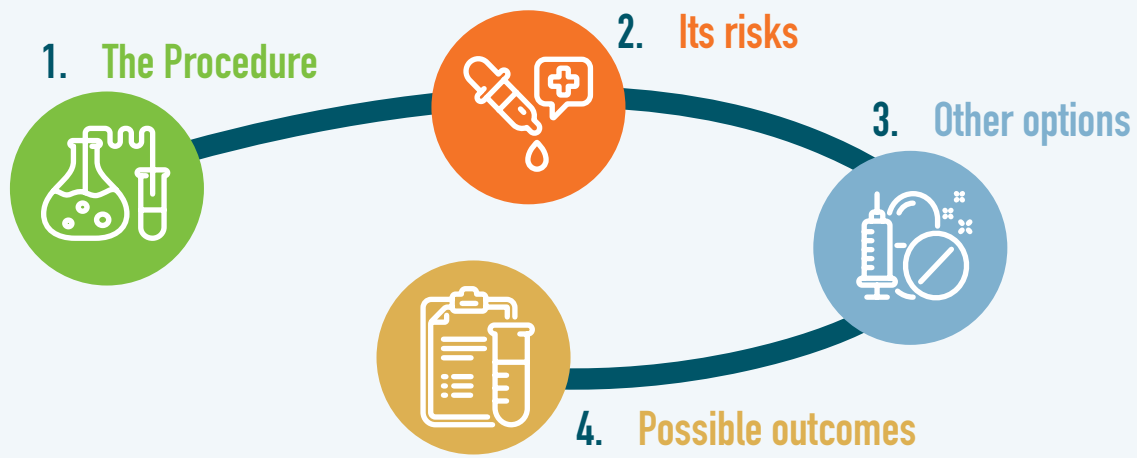 1. The Procedure
2. Its risks
3. Other options
4. Possible outcomes